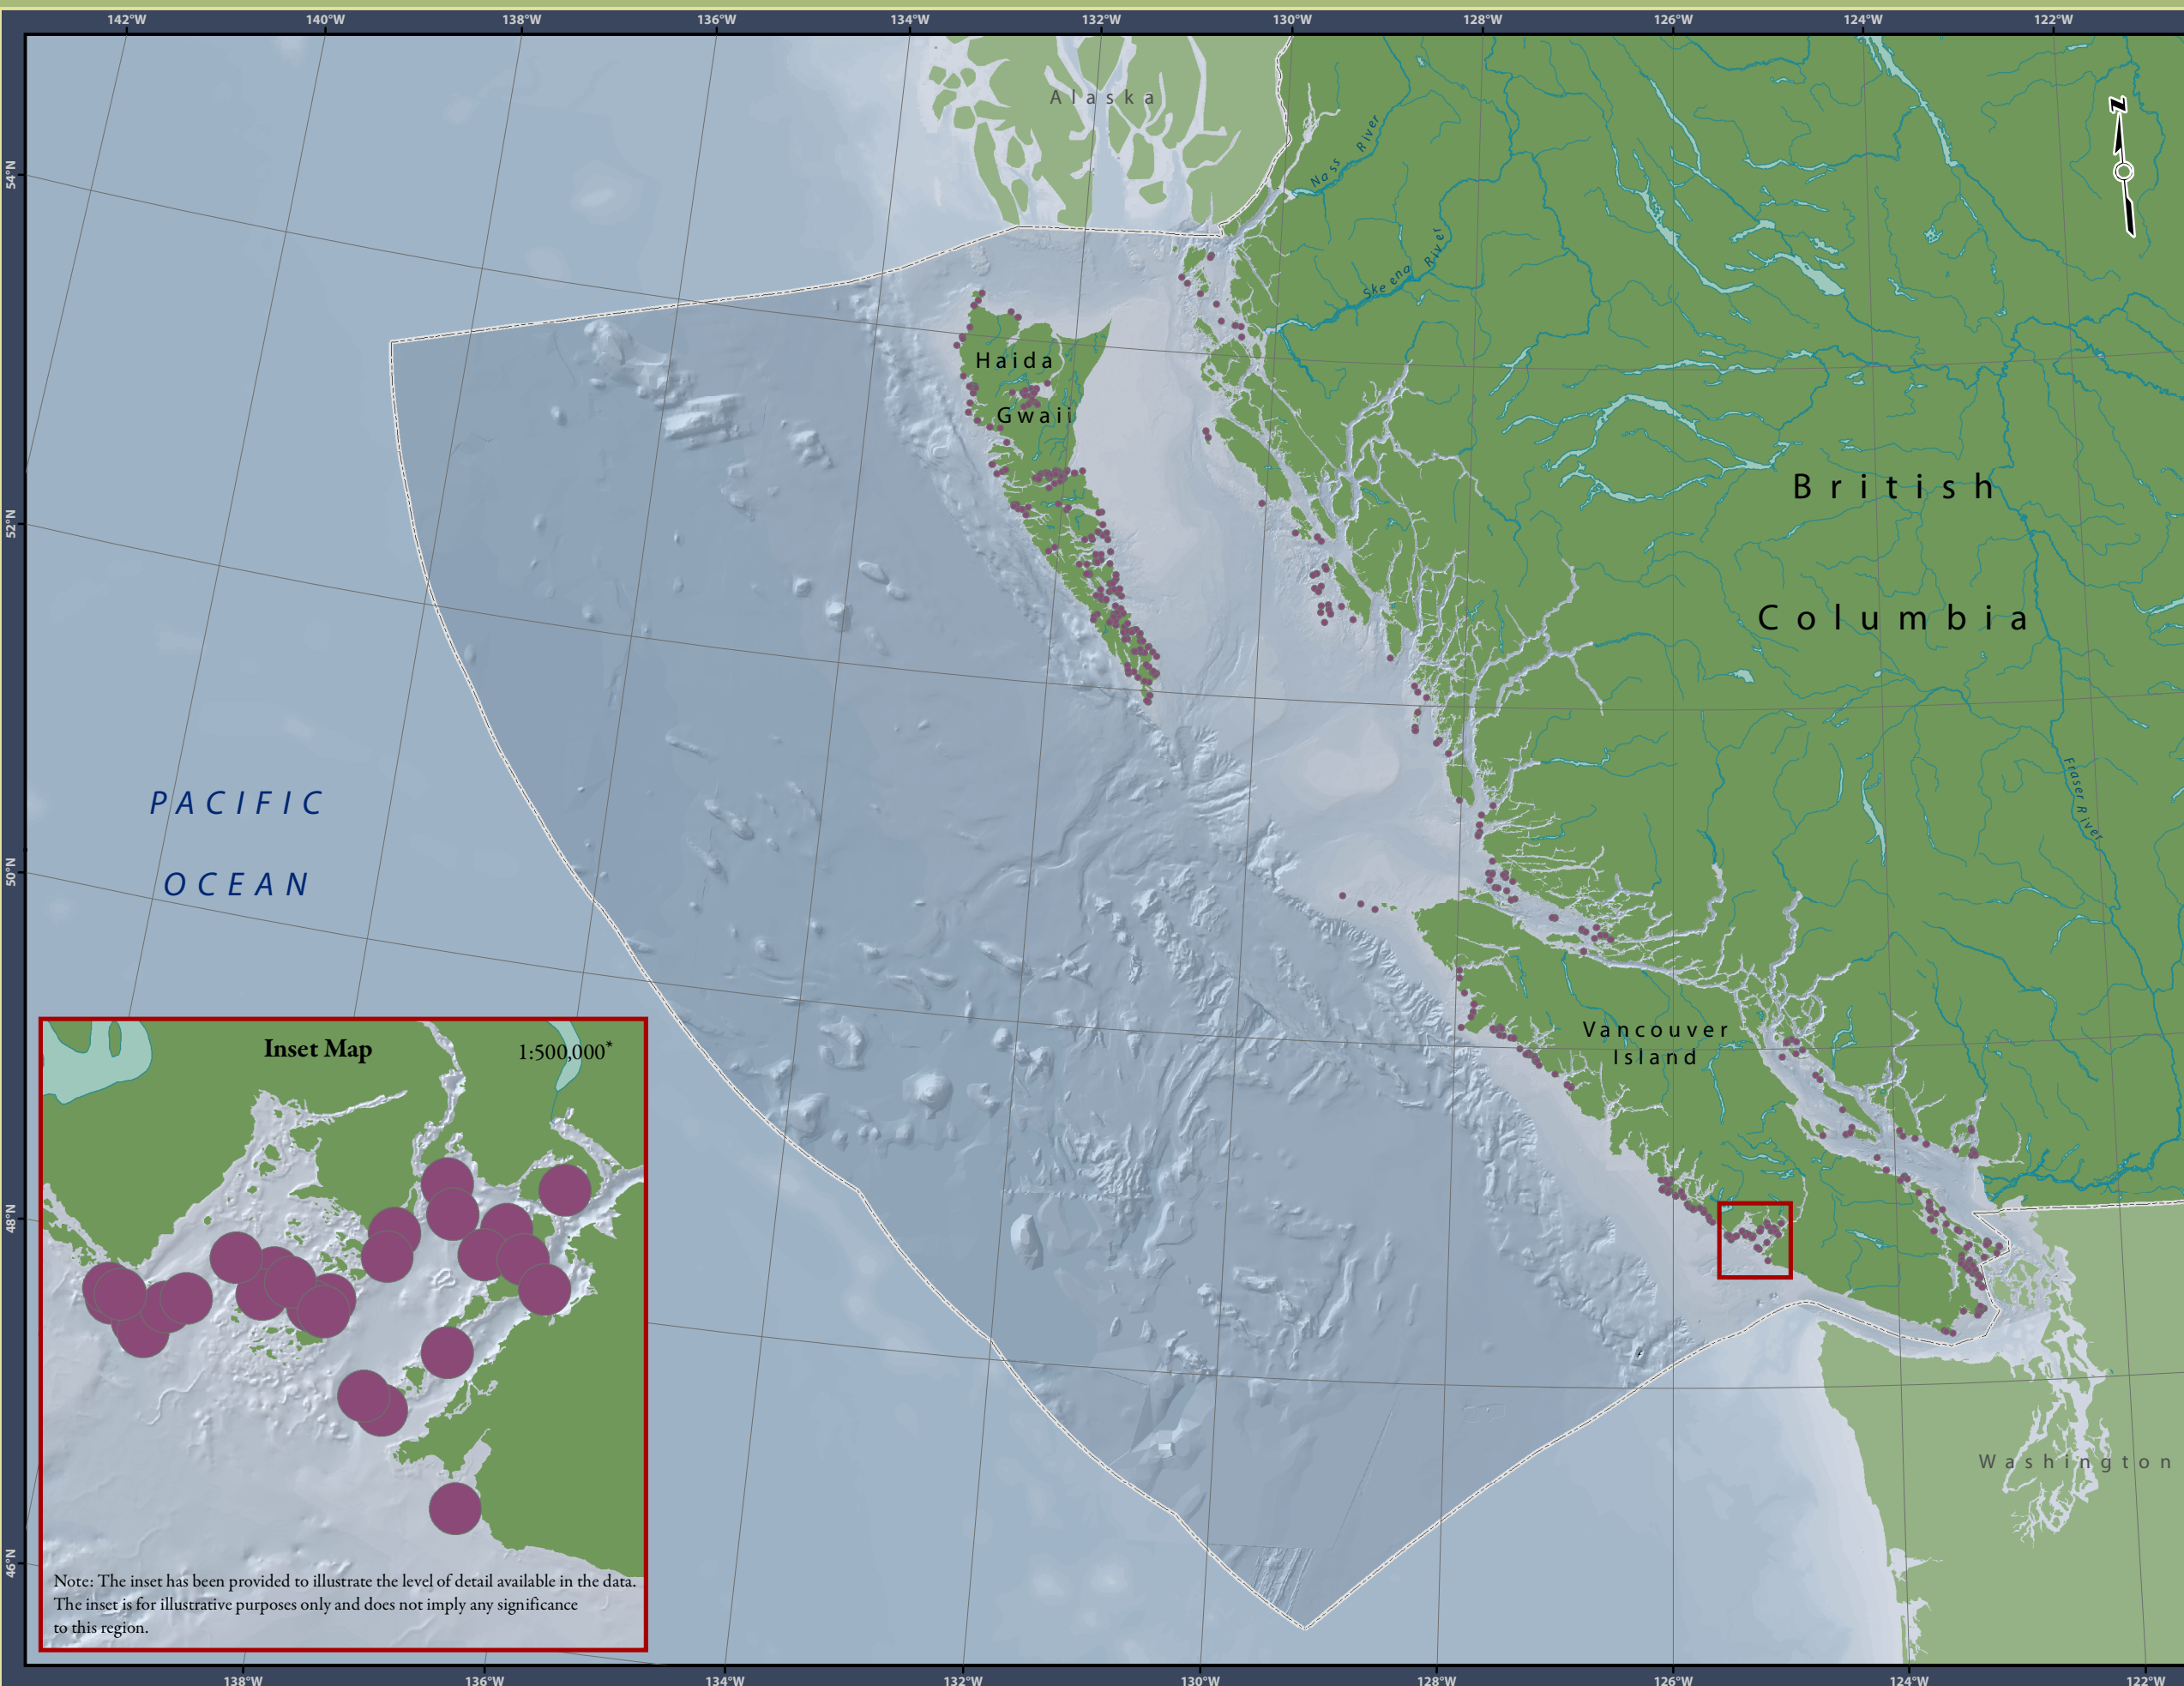 142°W 140°W 138°W 136°W 134°W 132°W 130°W 128°W 126°W 124°W 122°W
Alaska
N
54°N
Nass River
Skeena River
Haida
Gwaii
British
52°N
Columbia
PACIFIC
Fraser River
OCEAN
50°N
Vancouver
Island
Inset Map 1:500,000*
48°N
Washington
46°N
Note: The inset has been provided to illustrate the level of detail available in the data.
The inset is for illustrative purposes only and does not imply any significance
to this region.
138°W 136°W 134°W 132°W 130°W 128°W 126°W 124°W 122°W